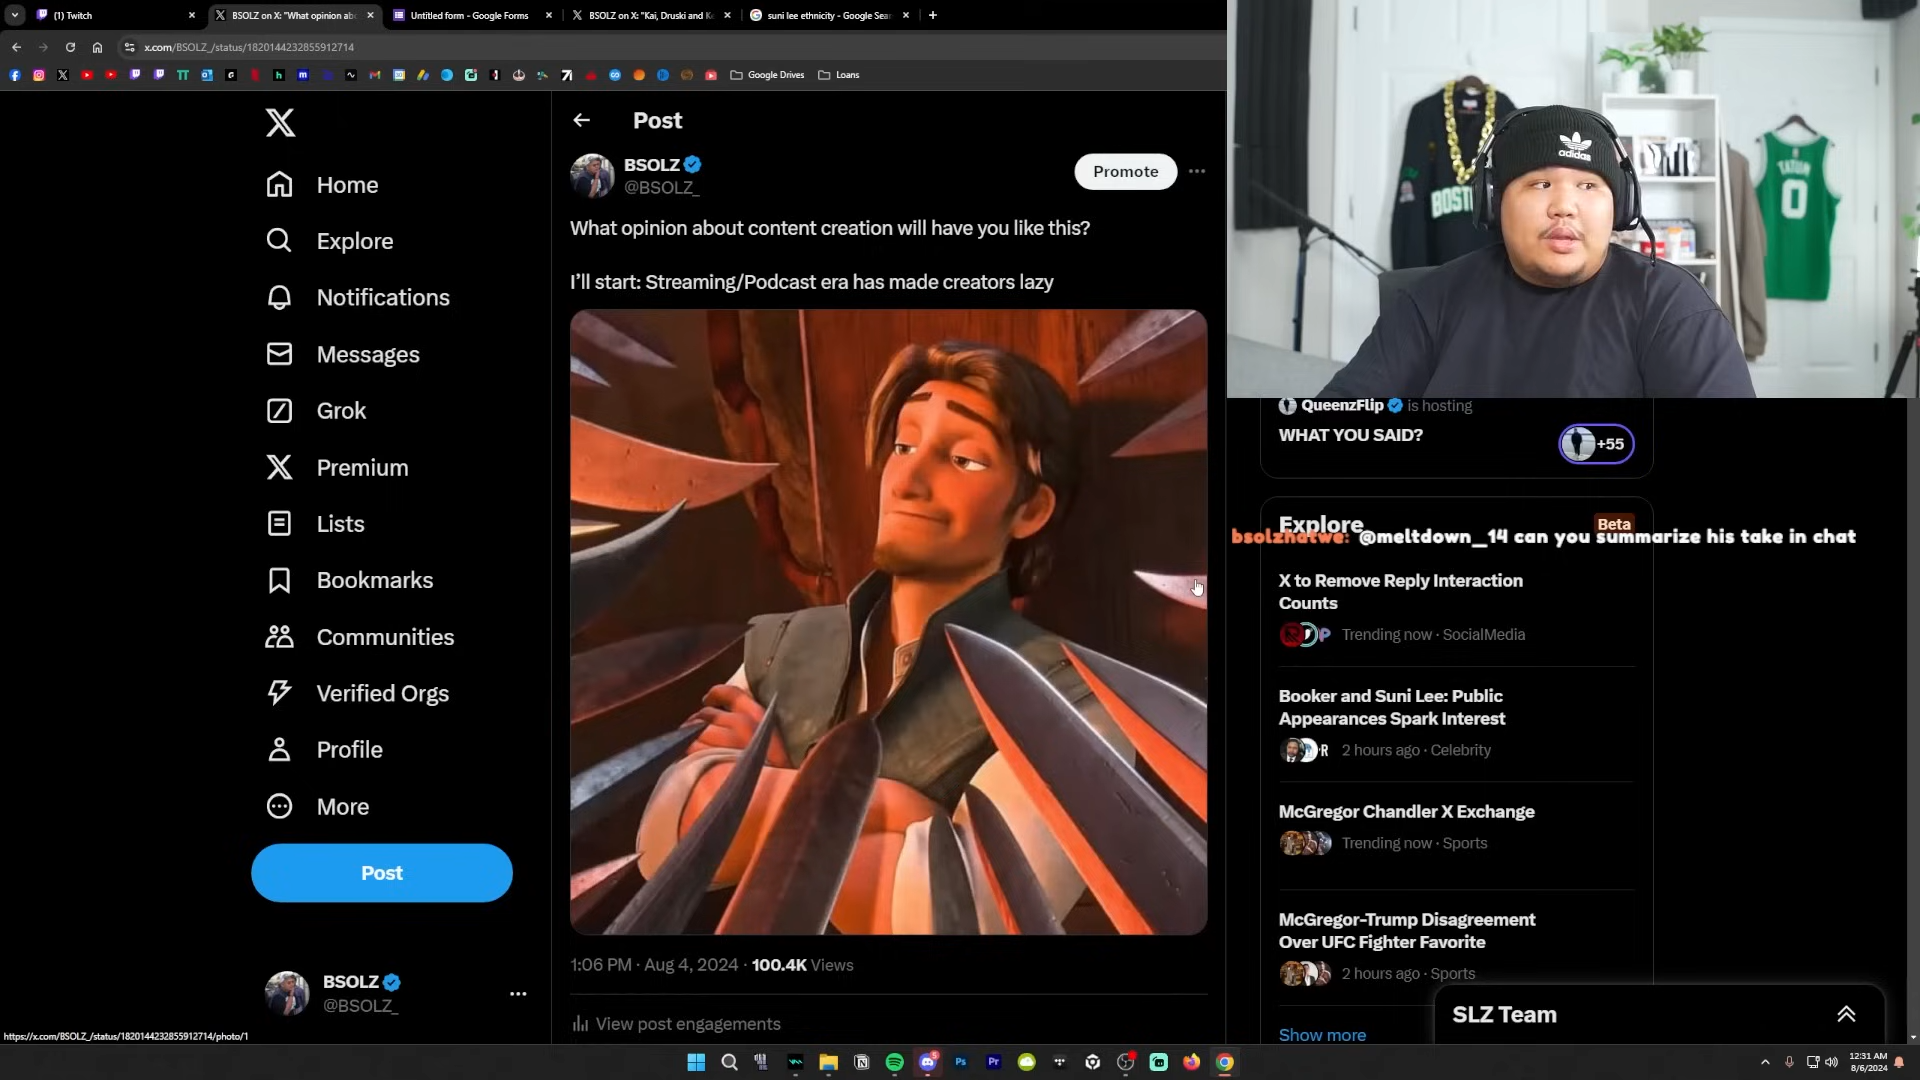 (1) Twitch
BSOLZ on X: "What opinion abo
Untitled form - Google Forms
BSOLZ on X: "Kai, Druski and Ke
suni lee ethnicity - Google Sear
x.com/BSOLZ_/status/1820144232855912714
Google Drives
Loans
Home
Explore
Notifications
Messages
Grok
Premium
Lists
Bookmarks
Communities
Verified Orgs
Profile
More
Post
BSOLZ
@BSOLZ_
https://x.com/BSOLZ_/status/1820144232855912714/photo/1
Post
BSOLZ
@BSOLZ_
Promote
What opinion about content creation will have you like this?
I'll start: Streaming/Podcast era has made creators lazy
1:06 PM · Aug 4, 2024 · 100.4K Views
View post engagements
adidas
BOST
TATUM
0
QueenzFlip is hosting
WHAT YOU SAID?
+55
Explore
Beta
bsolzhatwe: @meltdown_14 can you summarize his take in chat
X to Remove Reply Interaction
Counts
Trending now · SocialMedia
Booker and Suni Lee: Public
Appearances Spark Interest
2 hours ago · Celebrity
McGregor Chandler X Exchange
Trending now · Sports
McGregor-Trump Disagreement
Over UFC Fighter Favorite
2 hours ago · Sports
Show more
SLZ Team
12:31 AM
8/6/2024